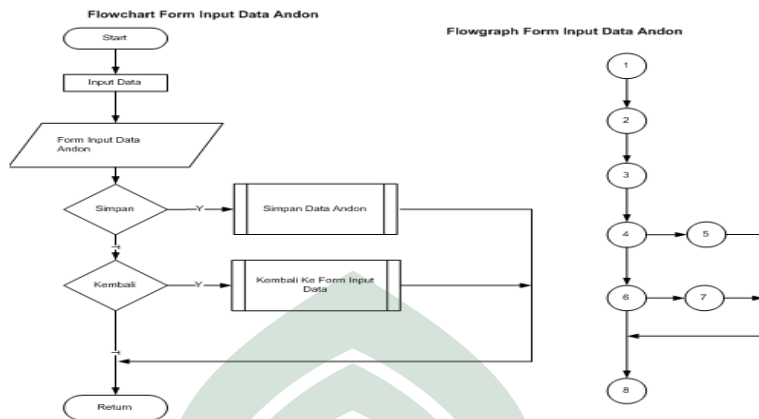 Flowchart Form Input Data Andon
Start
Input Data
Form Input Data
Andon
Simpan
Y
Simpan Data Andon
T
Kembali
Y
Kembali Ke Form Input
Data
T
Return
Flowgraph Form Input Data Andon
1
2
3
4
5
6
7
8